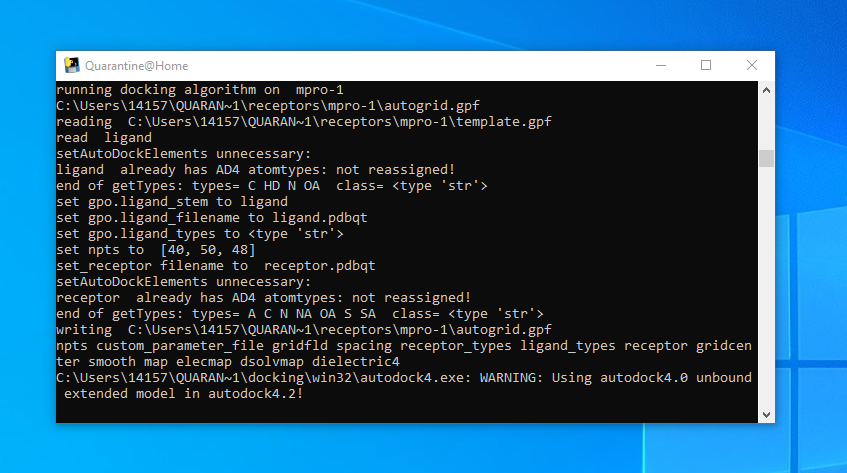 Quarantine@Home
running docking algorithm on  mpro-1
C:\Users\14157\QUARAN~1\receptors\mpro-1\autogrid.gpf
reading  C:\Users\14157\QUARAN~1\receptors\mpro-1\template.gpf
read  ligand
setAutoDockElements unnecessary:
ligand  already has AD4 atomtypes: not reassigned!
end of getTypes: types= C HD N OA  class= <type 'str'>
set gpo.ligand_stem to ligand
set gpo.ligand_filename to ligand.pdbqt
set gpo.ligand_types to <type 'str'>
set npts to  [40, 50, 48]
set_receptor filename to  receptor.pdbqt
setAutoDockElements unnecessary:
receptor  already has AD4 atomtypes: not reassigned!
end of getTypes: types= A C N NA OA S SA  class= <type 'str'>
writing  C:\Users\14157\QUARAN~1\receptors\mpro-1\autogrid.gpf
npts custom_parameter_file gridfld spacing receptor_types ligand_types receptor gridcen
ter smooth map elecmap dsolvmap dielectric4
C:\Users\14157\QUARAN~1\docking\win32\autodock4.exe: WARNING: Using autodock4.0 unbound
 extended model in autodock4.2!